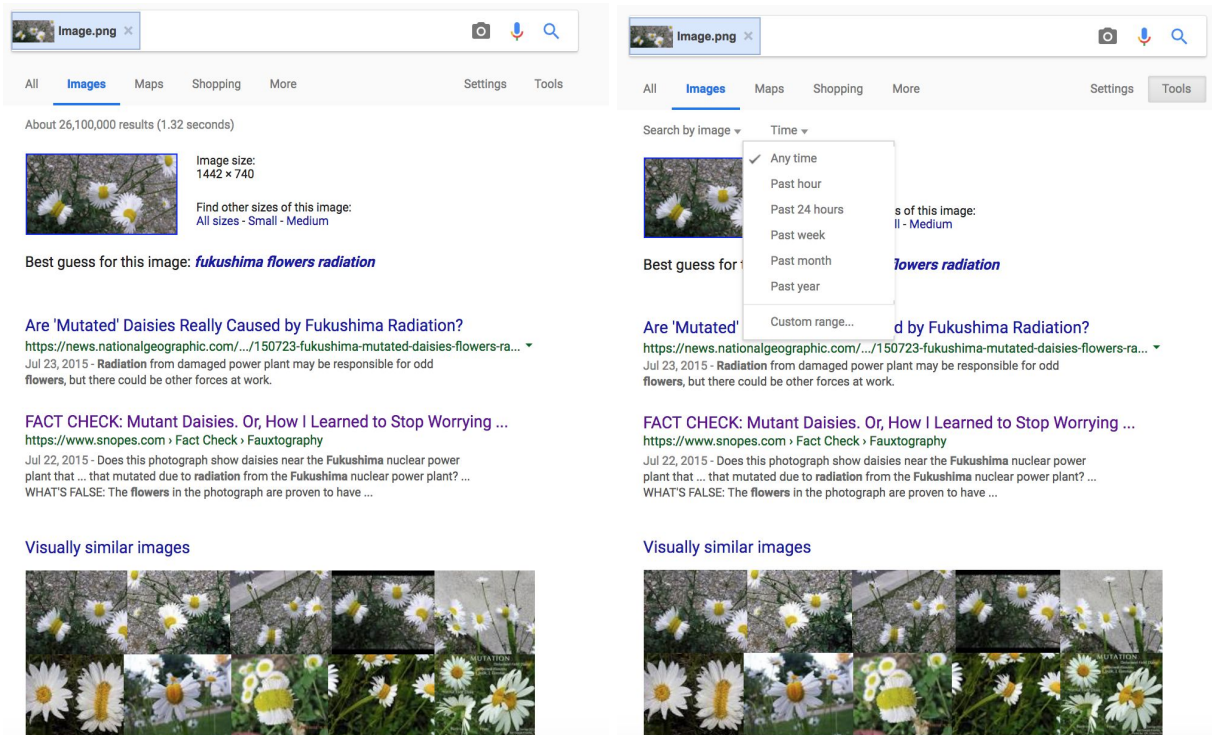 Image.png ×
All Images Maps Shopping More Settings Tools
About 26,100,000 results (1.32 seconds)
Image size:
1442 × 740
Find other sizes of this image:
All sizes - Small - Medium
Best guess for this image: fukushima flowers radiation
Are 'Mutated' Daisies Really Caused by Fukushima Radiation?
https://news.nationalgeographic.com/.../150723-fukushima-mutated-daisies-flowers-ra...
Jul 23, 2015 - Radiation from damaged power plant may be responsible for odd
flowers, but there could be other forces at work.
FACT CHECK: Mutant Daisies. Or, How I Learned to Stop Worrying ...
https://www.snopes.com › Fact Check › Fauxtography
Jul 22, 2015 - Does this photograph show daisies near the Fukushima nuclear power
plant that ... that mutated due to radiation from the Fukushima nuclear power plant? ...
WHAT'S FALSE: The flowers in the photograph are proven to have ...
Visually similar images
MUTATION
Image.png ×
All Images Maps Shopping More Settings Tools
Search by image Time
Any time
Past hour
Past 24 hours
Past week
Past month
Past year
Custom range...
s of this image:
ll - Medium
Best guess for
flowers radiation
Are 'Mutated'
d by Fukushima Radiation?
https://news.nationalgeographic.com/.../150723-fukushima-mutated-daisies-flowers-ra...
Jul 23, 2015 - Radiation from damaged power plant may be responsible for odd
flowers, but there could be other forces at work.
FACT CHECK: Mutant Daisies. Or, How I Learned to Stop Worrying ...
https://www.snopes.com › Fact Check › Fauxtography
Jul 22, 2015 - Does this photograph show daisies near the Fukushima nuclear power
plant that ... that mutated due to radiation from the Fukushima nuclear power plant? ...
WHAT'S FALSE: The flowers in the photograph are proven to have ...
Visually similar images
MUTATION